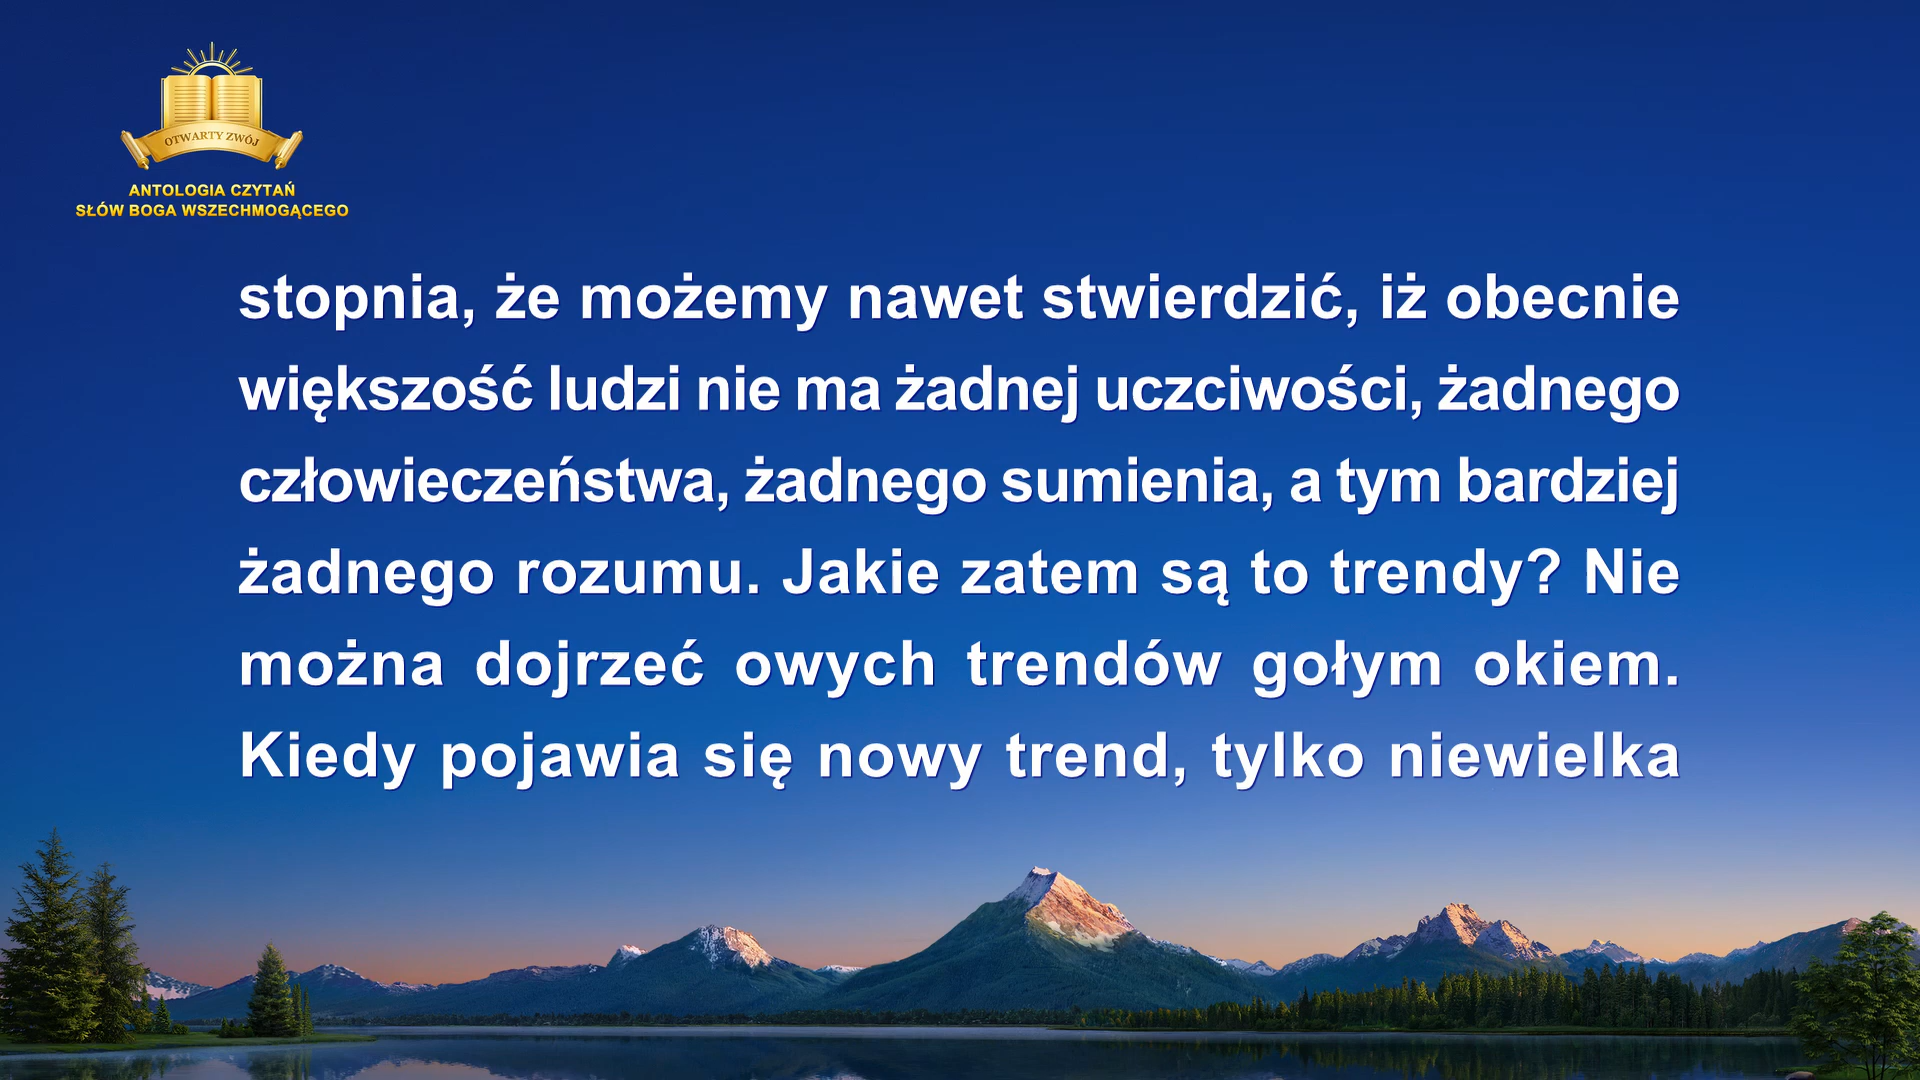 OTWARTY ZWÓJ
ANTOLOGIA CZYTAŃ
SŁÓW BOGA WSZECHMOGĄCEGO
stopnia, że możemy nawet stwierdzić, iż obecnie
większość ludzi nie ma żadnej uczciwości, żadnego
człowieczeństwa, żadnego sumienia, a tym bardziej
żadnego rozumu. Jakie zatem są to trendy? Nie
można dojrzeć owych trendów gołym okiem.
Kiedy pojawia się nowy trend, tylko niewielka